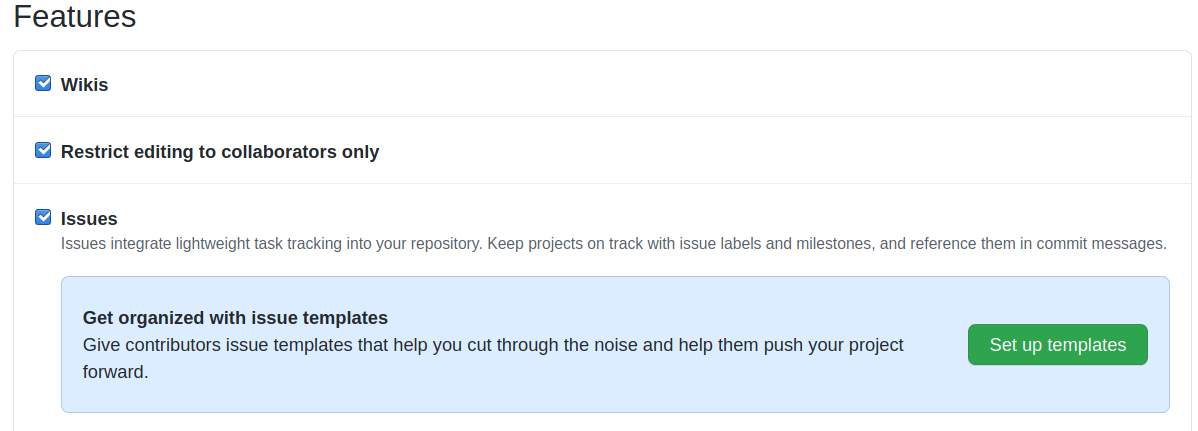 Features
Wikis
Restrict editing to collaborators only
Issues
Issues integrate lightweight task tracking into your repository. Keep projects on track with issue labels and milestones, and reference them in commit messages.
Get organized with issue templates
Give contributors issue templates that help you cut through the noise and help them push your project
forward.
Set up templates